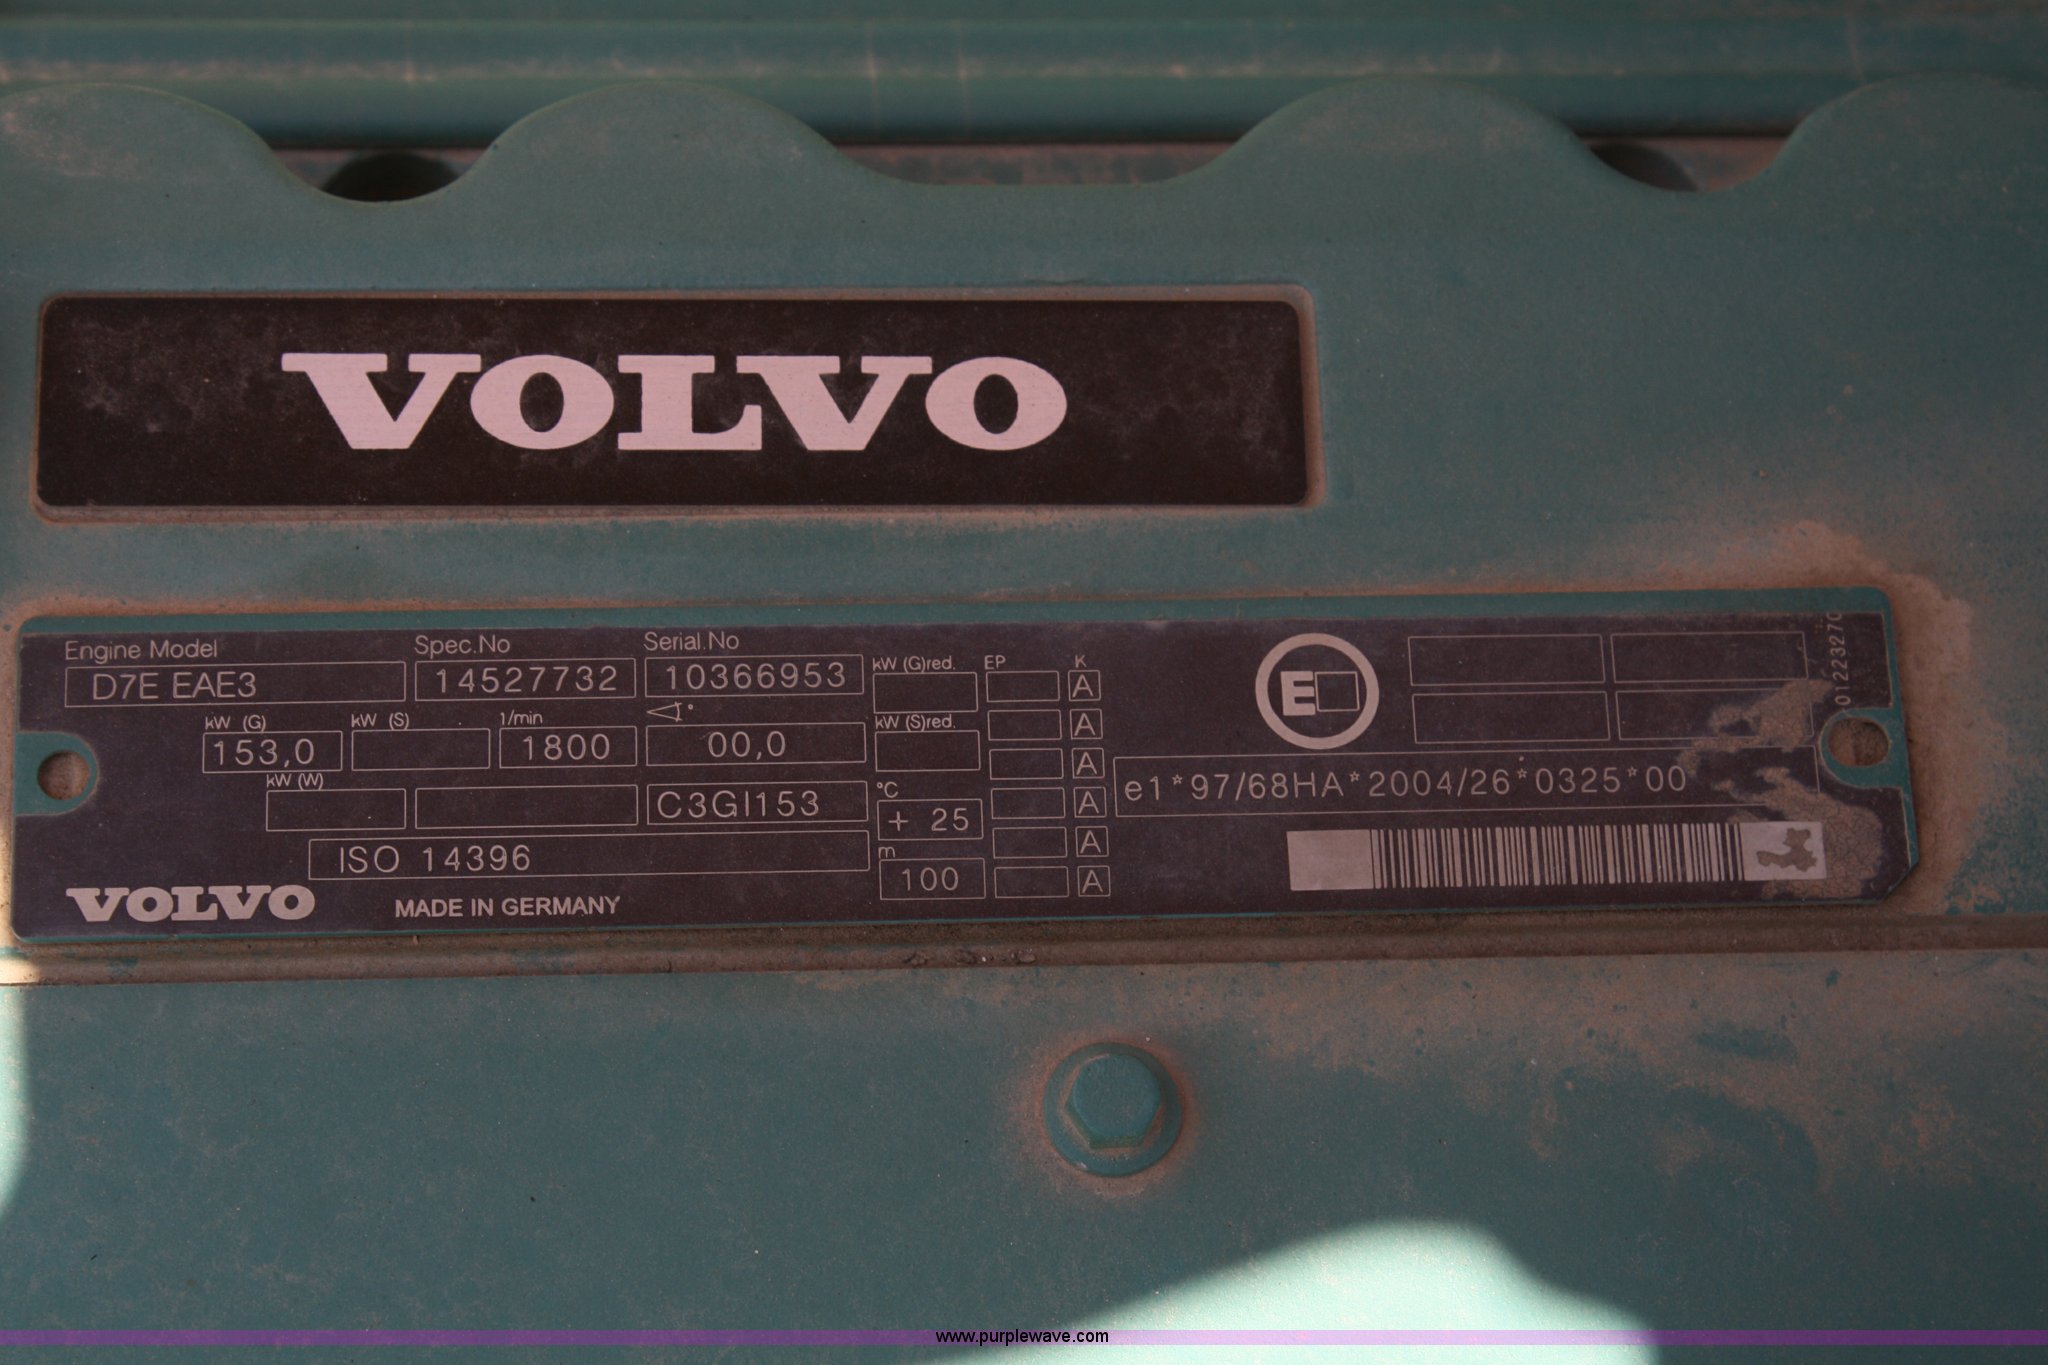 VOLVO
Engine Model Spec.No Serial.No
D7E EAE3 14527732 10366953 kW (G)red. EP K
A
kW (G) kW (S) 1/min °
153,0 1800 00,0 kW (S)red. A
kW (W) A
C3GI153 °C
+ 25 A
ISO 14396 m A
100 A
VOLVO MADE IN GERMANY
E
e1*97/68HA*2004/26*0325*00
www.purplewave.com